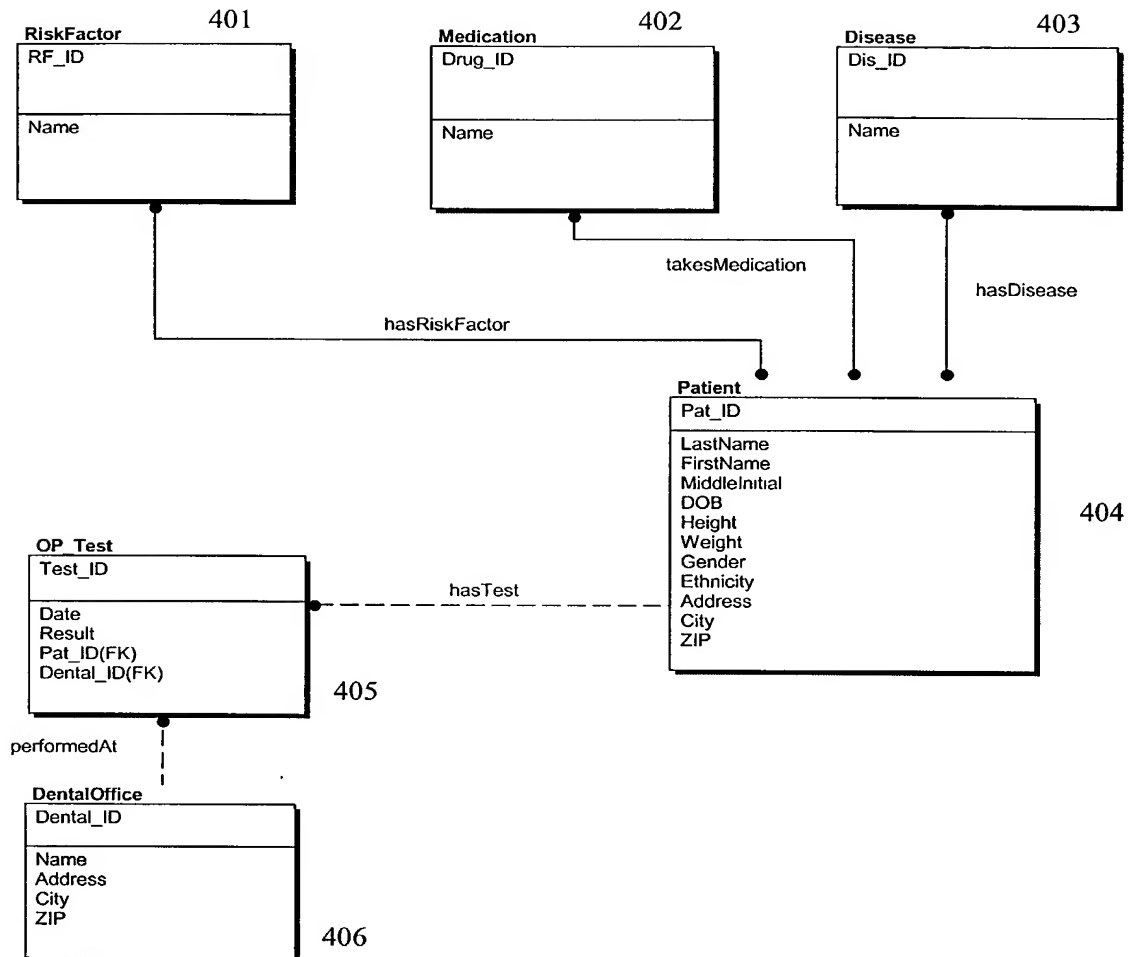 401
402
403
RiskFactor
RF_ID
Name
Medication
Drug_ID
Name
Disease
Dis_ID
Name
takesMedication
hasDisease
hasRiskFactor
Patient
Pat_ID
LastName
FirstName
MiddleInitial
DOB
Height
Weight
Gender
Ethnicity
Address
City
ZIP
404
OP_Test
Test_ID
Date
Result
Pat_ID(FK)
Dental_ID(FK)
hasTest
405
performedAt
DentalOffice
Dental_ID
Name
Address
City
ZIP
406